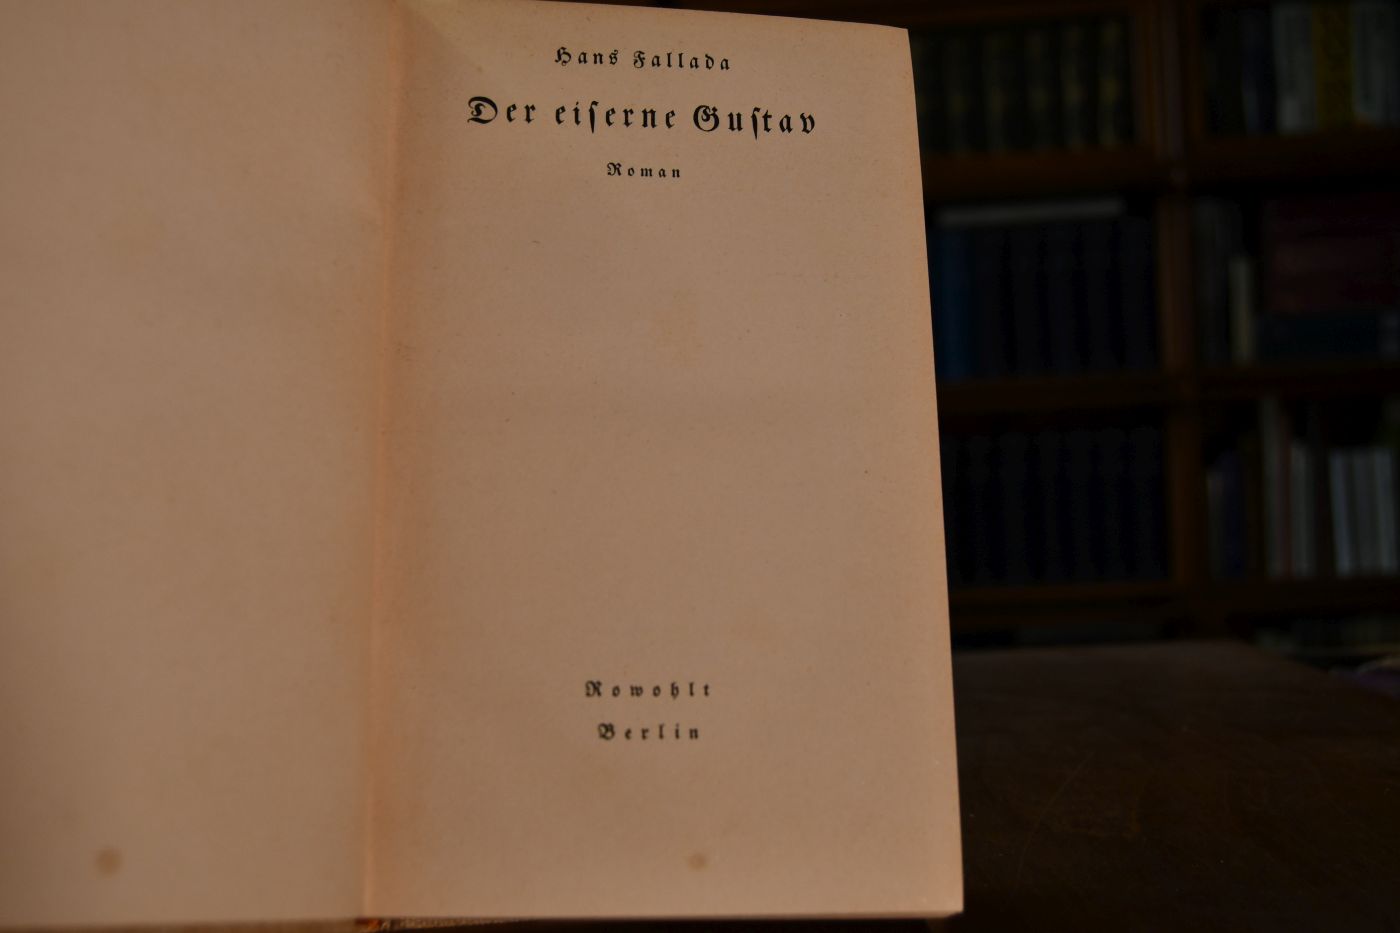 Hans Fallada
Der eiſerne Guſtav
Roman
Rowohlt
Berlin